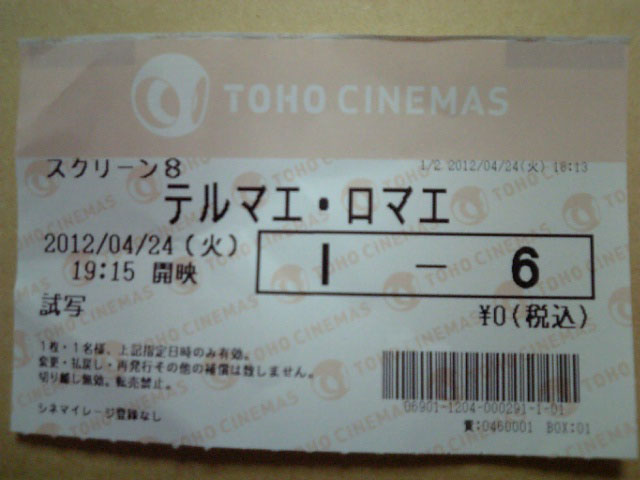 TOHO CINEMAS
スクリーン8
1/2 2012/04/24(火) 18:13
テルマエ・ロマエ
2012/04/24(火)
19:15 開映
I － 6
試写
¥0(税込)
1枚・1名様、上記指定日時のみ有効。
変更・払戻し・再発行その他の補償は致しません。
切り離し無効。転売禁止。
シネマイレージ登録なし
06901-1204-000291-1-01
貴:0460001 BOX:01